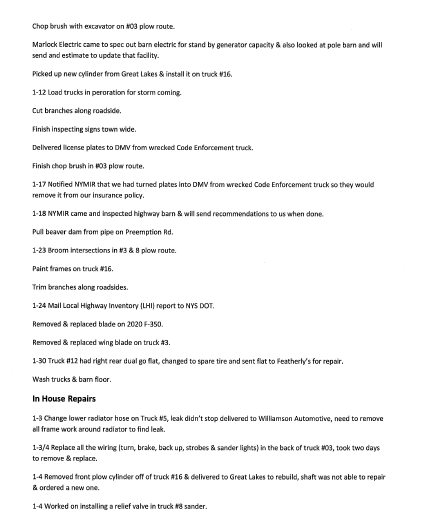 Chop brush with excavator on #03 plow route.
Marlock Electric came to spec out barn electric for stand by generator capacity & also looked at pole barn and will
send and estimate to update that facility.
Picked up new cylinder from Great Lakes & install it on truck #16.
1-12 Load trucks in peroration for storm coming.
Cut branches along roadside.
Finish inspecting signs town wide.
Delivered license plates to DMV from wrecked Code Enforcement truck.
Finish chop brush in #03 plow route.
1-17 Notified NYMIR that we had turned plates into DMV from wrecked Code Enforcement truck so they would
remove it from our insurance policy.
1-18 NYMIR came and inspected highway barn & will send recommendations to us when done.
Pull beaver dam from pipe on Preemption Rd.
1-23 Broom intersections in #3 & 8 plow route.
Paint frames on truck #16.
Trim branches along roadsides.
1-24 Mail Local Highway Inventory (LHI) report to NYS DOT.
Removed & replaced blade on 2020 F-350.
Removed & replaced wing blade on truck #3.
1-30 Truck #12 had right rear dual go flat, changed to spare tire and sent flat to Featherly's for repair.
Wash trucks & barn floor.
In House Repairs
1-3 Change lower radiator hose on Truck #5, leak didn't stop delivered to Williamson Automotive, need to remove
all frame work around radiator to find leak.
1-3/4 Replace all the wiring (turn, brake, back up, strobes & sander lights) in the back of truck #03, took two days
to remove & replace.
1-4 Removed front plow cylinder off of truck #16 & delivered to Great Lakes to rebuild, shaft was not able to repair
& ordered a new one.
1-4 Worked on installing a relief valve in truck #8 sander.